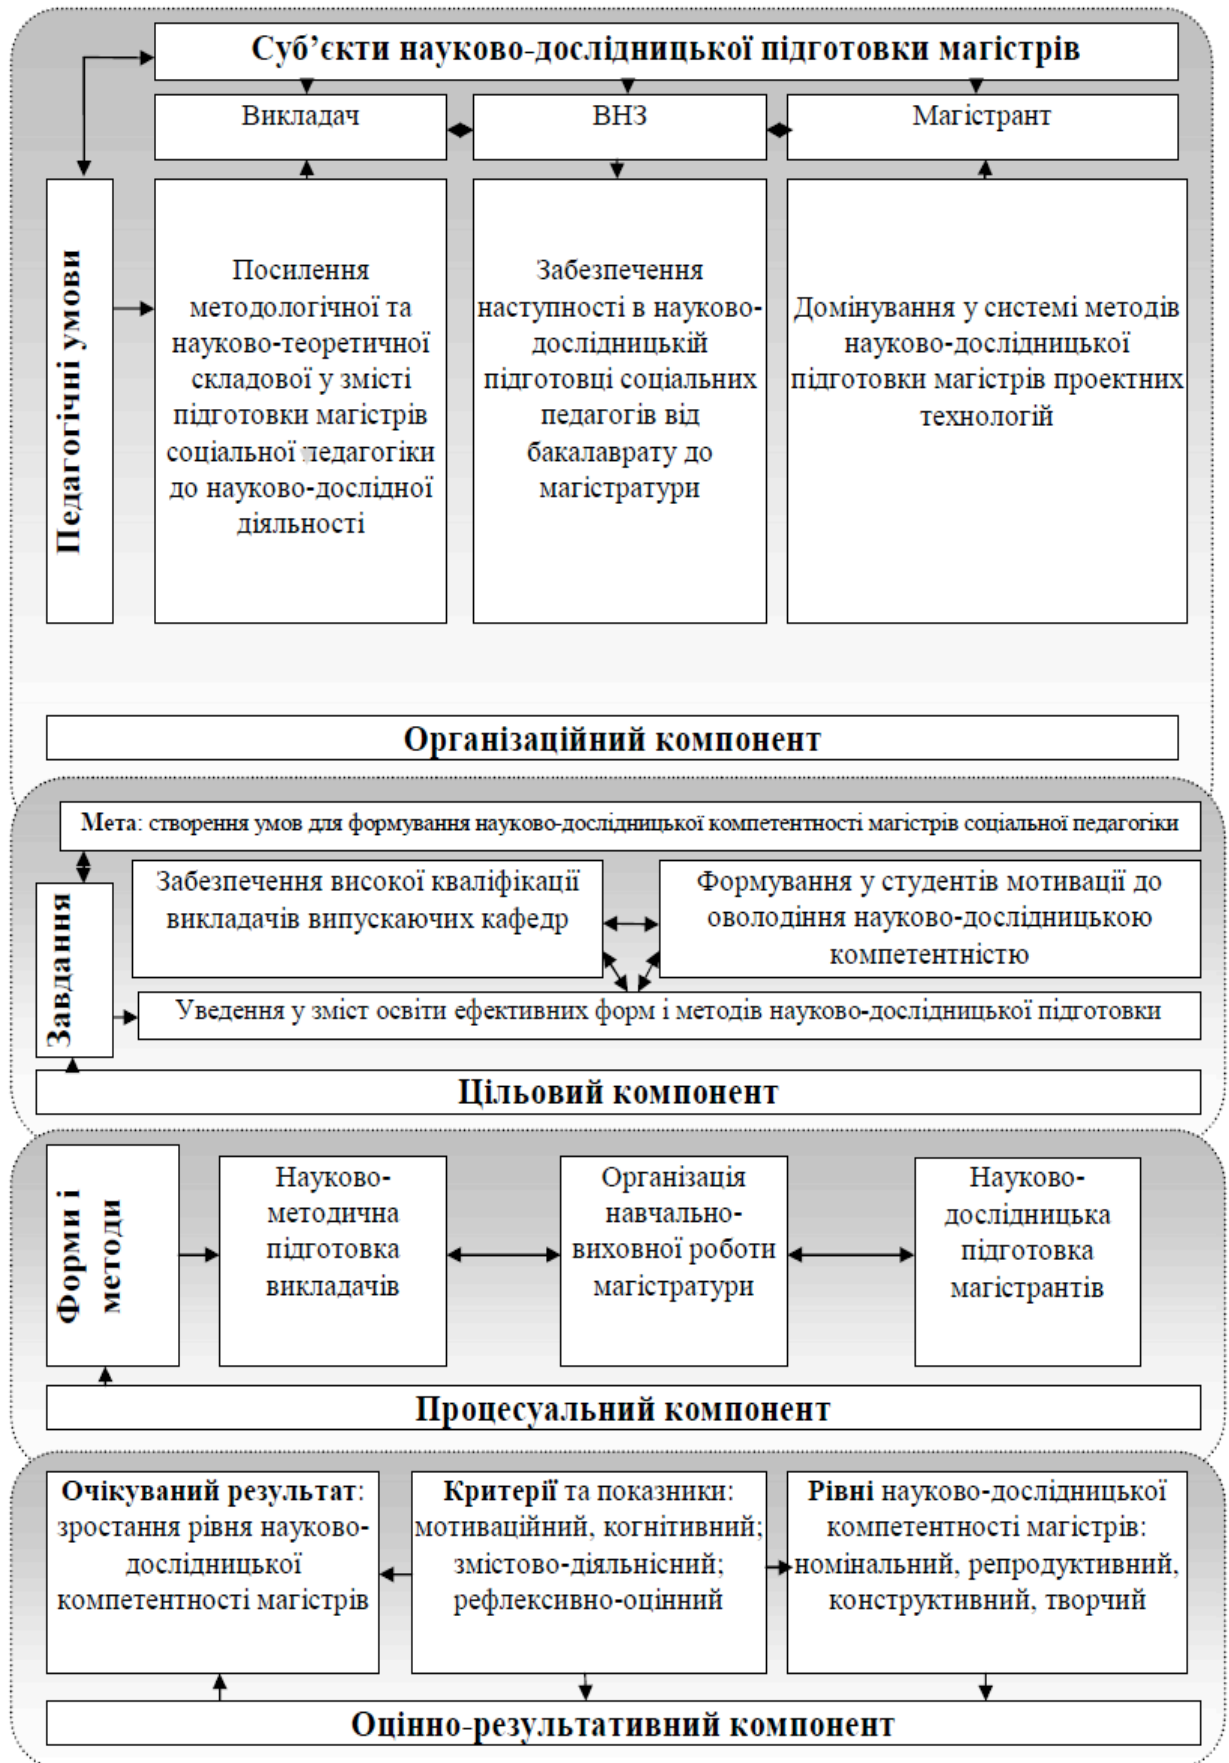 Суб’єкти науково-дослідницької підготовки магістрів
Викладач
ВНЗ
Магістрант
Педагогічні умови
Посилення
методологічної та
науково-теоретичної
складової у змісті
підготовки магістрів
соціальної педагогіки
до науково-дослідної
діяльності
Забезпечення
наступності в науково-
дослідницькій
підготовці соціальних
педагогів від
бакалаврату до
магістратури
Домінування у системі методів
науково-дослідницької
підготовки магістрів проектних
технологій
Організаційний компонент
Мета: створення умов для формування науково-дослідницької компетентності магістрів соціальної педагогіки
Завдання
Забезпечення високої кваліфікації
викладачів випускаючих кафедр
Формування у студентів мотивації до
оволодіння науково-дослідницькою
компетентністю
Уведення у зміст освіти ефективних форм і методів науково-дослідницької підготовки
Цільовий компонент
Форми і
методи
Науково-
методична
підготовка
викладачів
Організація
навчально-
виховної роботи
магістратури
Науково-
дослідницька
підготовка
магістрантів
Процесуальний компонент
Очікуваний результат:
зростання рівня науково-
дослідницької
компетентності магістрів
Критерії та показники:
мотиваційний, когнітивний;
змістово-діяльнісний;
рефлексивно-оцінний
Рівні науково-дослідницької
компетентності магістрів:
номінальний, репродуктивний,
конструктивний, творчий
Оцінно-результативний компонент